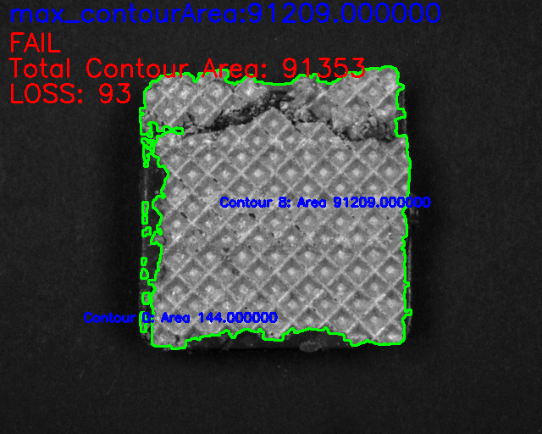 max_contourArea:91209.000000
FAIL
Total Contour Area: 91353
LOSS: 93
Contour 8: Area 91209.000000
Contour 0: Area 144.000000